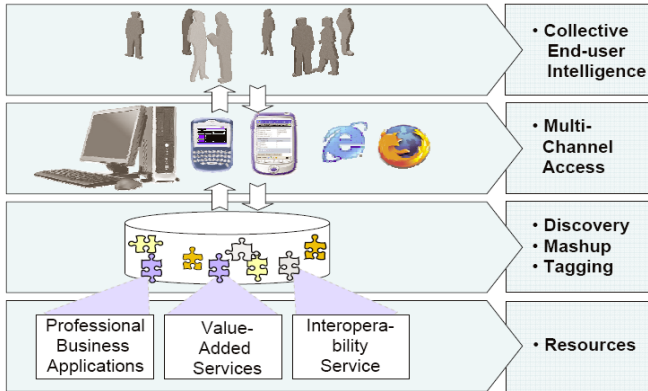 • Collective
End-user
Intelligence
• Multi-
Channel
Access
• Discovery
• Mashup
• Tagging
Professional
Business
Applications
Value-
Added
Services
Interopera-
bility
Service
• Resources